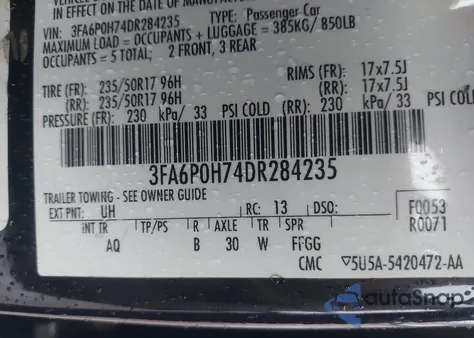 IN EFFECT ON THE DATE OF MANUFACTURE
VIN: 3FA6P0H74DR284235 TYPE: Passenger Car
MAXIMUM LOAD = OCCUPANTS + LUGGAGE = 385KG/ 850LB
OCCUPANTS = 5 TOTAL; 2 FRONT, 3 REAR
TIRE (FR): 235/50R17 96H RIMS (FR): 17x7.5J
(RR): 235/50R17 96H (RR): 17x7.5J
PRESSURE (FR): 230 kPa/ 33 PSI COLD (RR): 230 kPa/ 33 PSI COLD
3FA6P0H74DR284235
TRAILER TOWING - SEE OWNER GUIDE
EXT PNT: UH RC: 13 DSO: F0053
R0071
INT TR TP/PS R AXLE TR SPR
AQ B 30 W FFGG
CMC ▽5U5A-5420472-AA
autoSnap